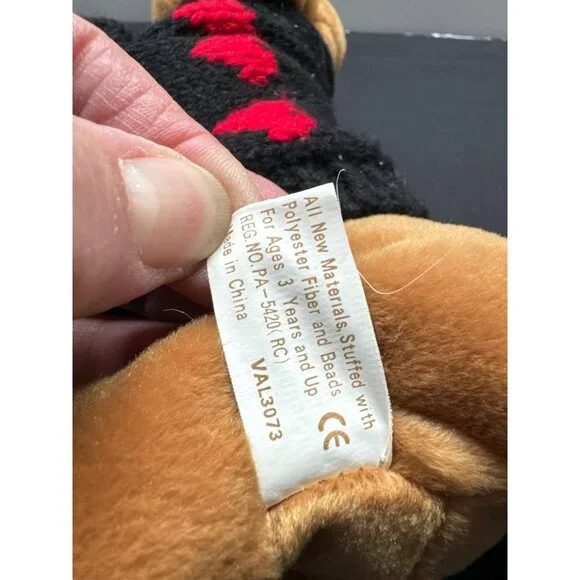 All New Materials, Stuffed with
Polyester Fiber and Beads
For Ages 3 Years and Up
REG.NO.PA-5420(RC)
Made in China
VAL3073
CE